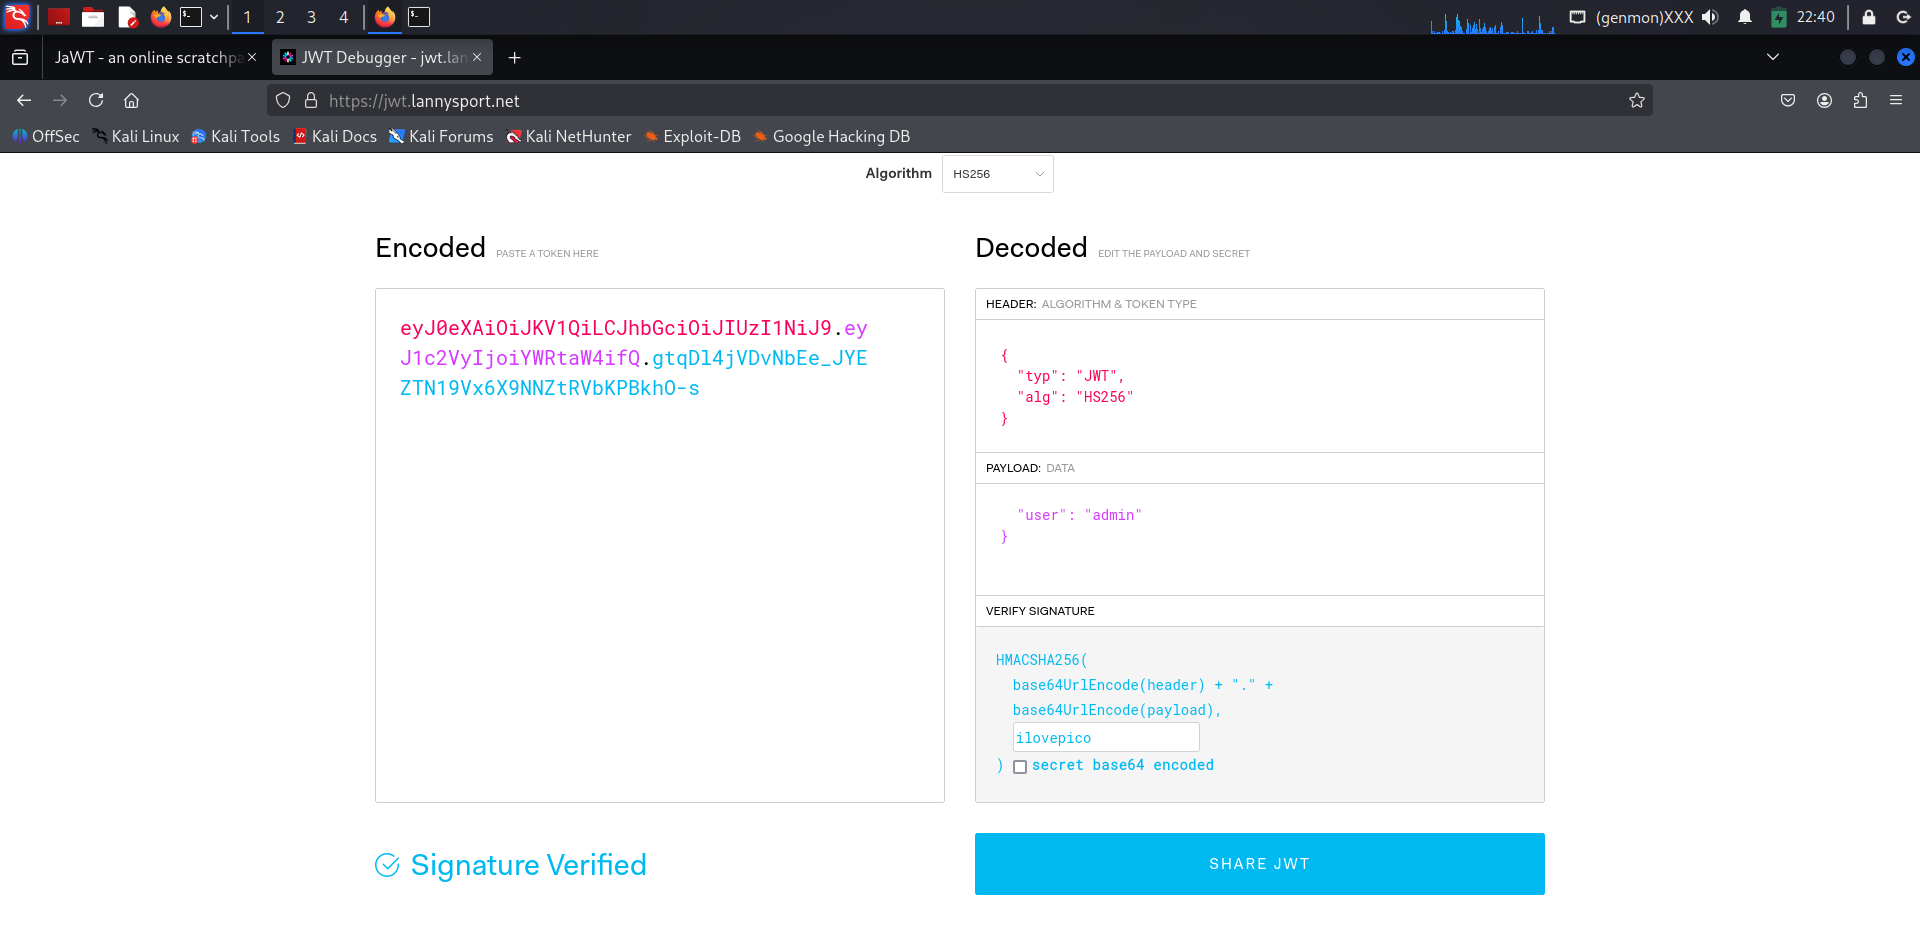 1 2 3 4 (genmon)XXX 22:40
JaWT - an online scratchpa JWT Debugger - jwt.lan
https://jwt.lannysport.net
OffSec Kali Linux Kali Tools Kali Docs Kali Forums Kali NetHunter Exploit-DB Google Hacking DB
Algorithm HS256
Encoded PASTE A TOKEN HERE
eyJ0eXAiOiJKV1QiLCJhbGciOiJIUzI1NiJ9.ey
J1c2VyIjoiYWRtaW4ifQ.gtqDl4jVDvNbEe_JYE
ZTN19Vx6X9NNZtRVbKPBkhO-s
Signature Verified
Decoded EDIT THE PAYLOAD AND SECRET
HEADER: ALGORITHM & TOKEN TYPE
{
"typ": "JWT",
"alg": "HS256"
}
PAYLOAD: DATA
"user": "admin"
}
VERIFY SIGNATURE
HMACSHA256(
base64UrlEncode(header) + "." +
base64UrlEncode(payload),
ilovepico
) secret base64 encoded
SHARE JWT